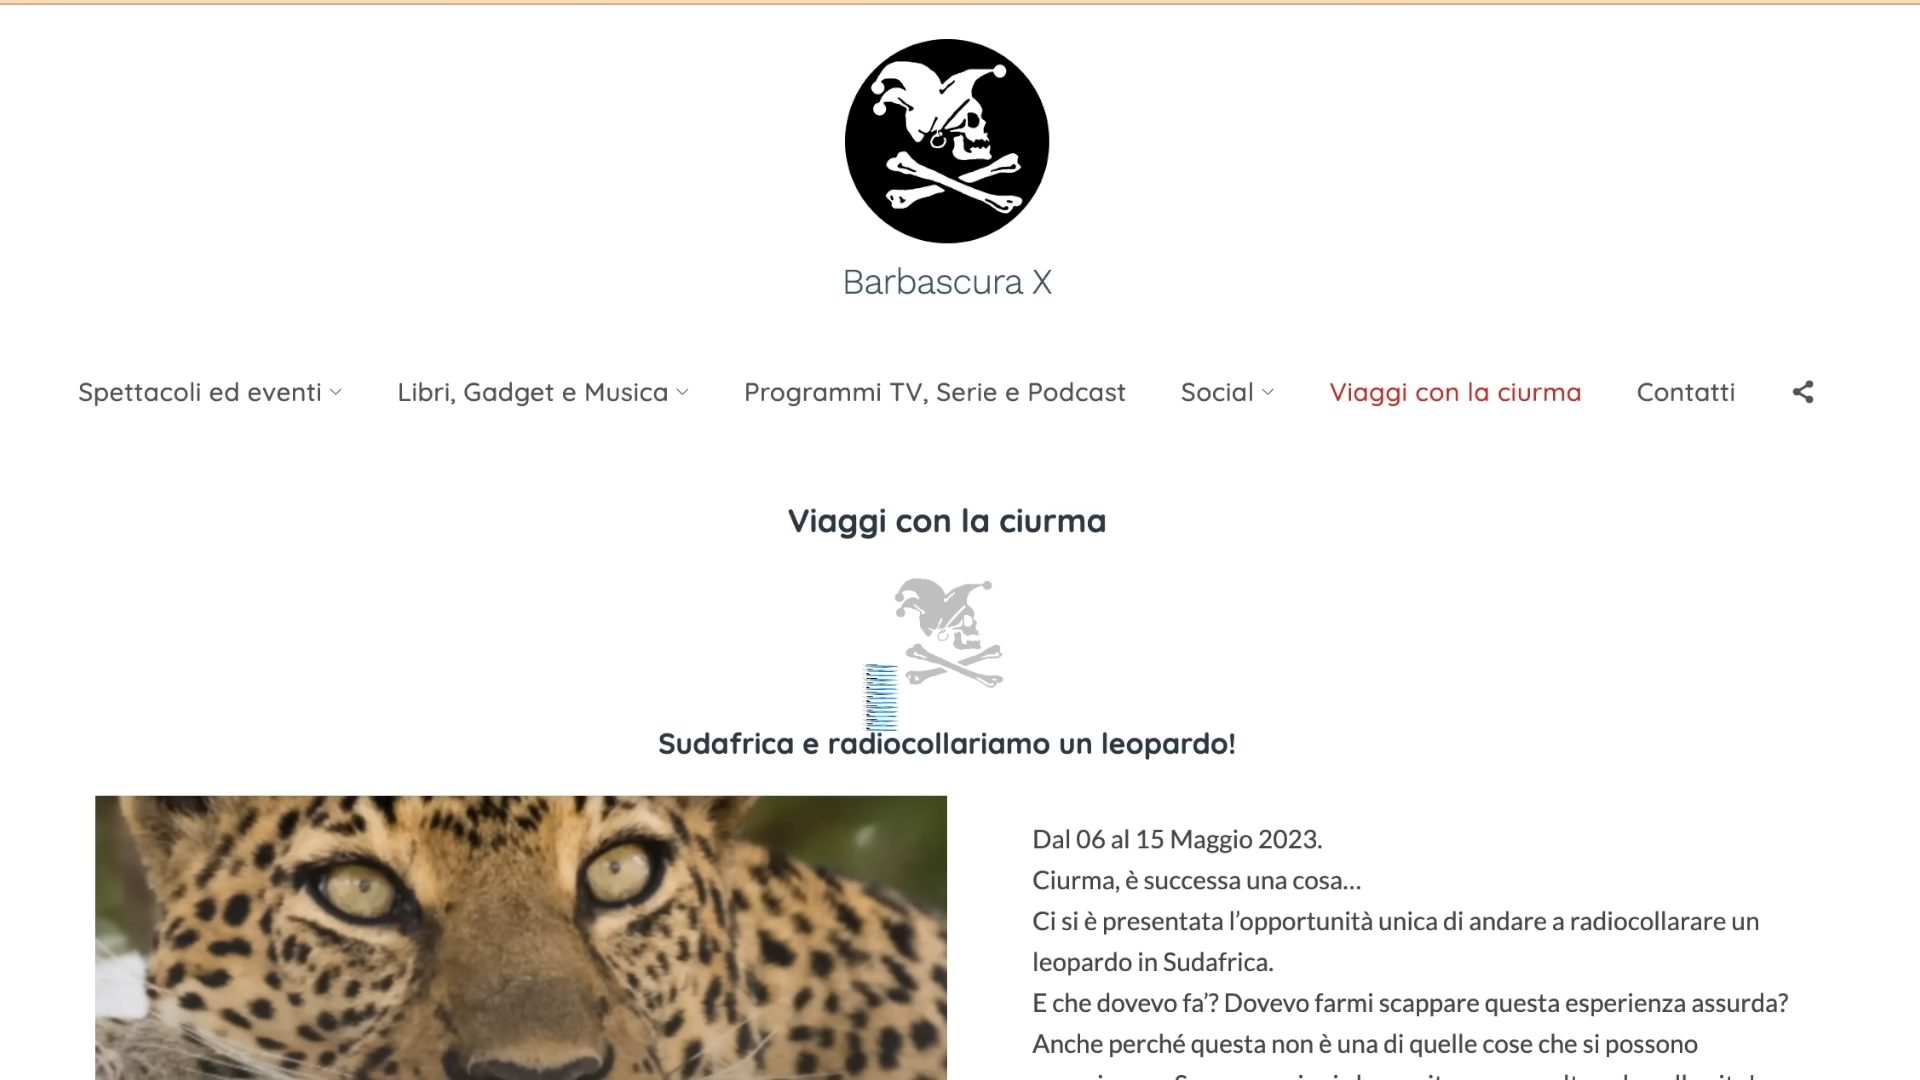 Barbascura X
Spettacoli ed eventi
Libri, Gadget e Musica
Programmi TV, Serie e Podcast
Social
Viaggi con la ciurma
Contatti
Viaggi con la ciurma
Sudafrica e radiocollariamo un leopardo!
Dal 06 al 15 Maggio 2023.
Ciurma, è successa una cosa…
Ci si è presentata l’opportunità unica di andare a radiocollarare un
leopardo in Sudafrica.
E che dovevo fa’? Dovevo farmi scappare questa esperienza assurda?
Anche perché questa non è una di quelle cose che si possono